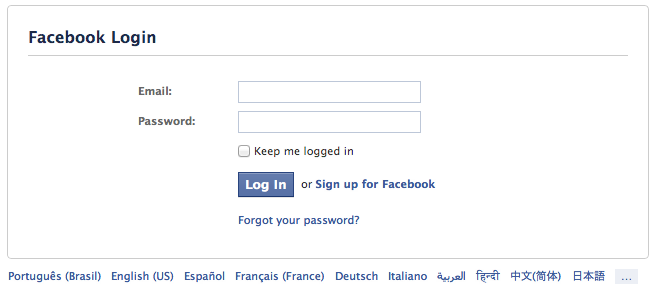 Facebook Login
Email:
Password:
Keep me logged in
Log In or Sign up for Facebook
Forgot your password?
Português (Brasil) English (US) Español Français (France) Deutsch Italiano العربية हिन्दी 中文(简体) 日本語 ...